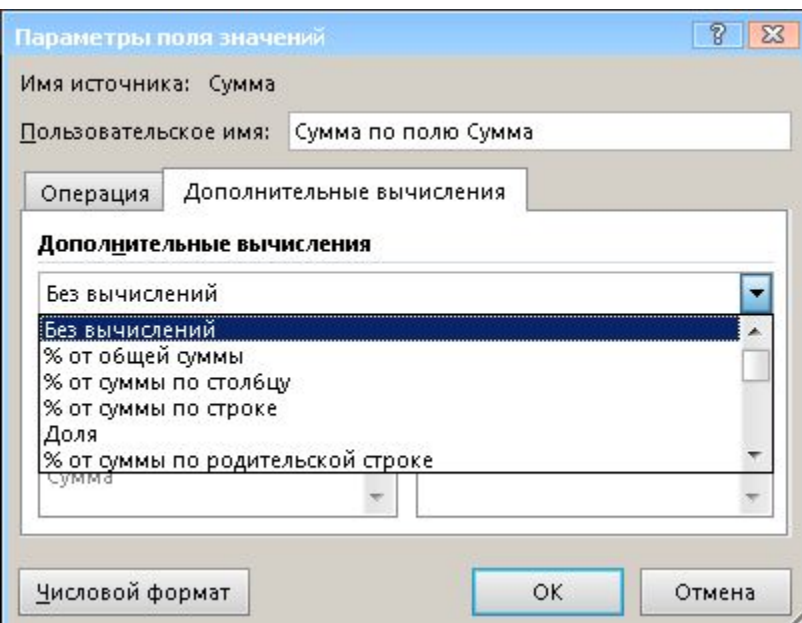 Параметры поля значений
Имя источника: Сумма
Пользовательское имя: Сумма по полю Сумма
Операция Дополнительные вычисления
Дополнительные вычисления
Без вычислений
Без вычислений
% от общей суммы
% от суммы по столбцу
% от суммы по строке
Доля
% от суммы по родительской строке
Сумма
Числовой формат ОК Отмена